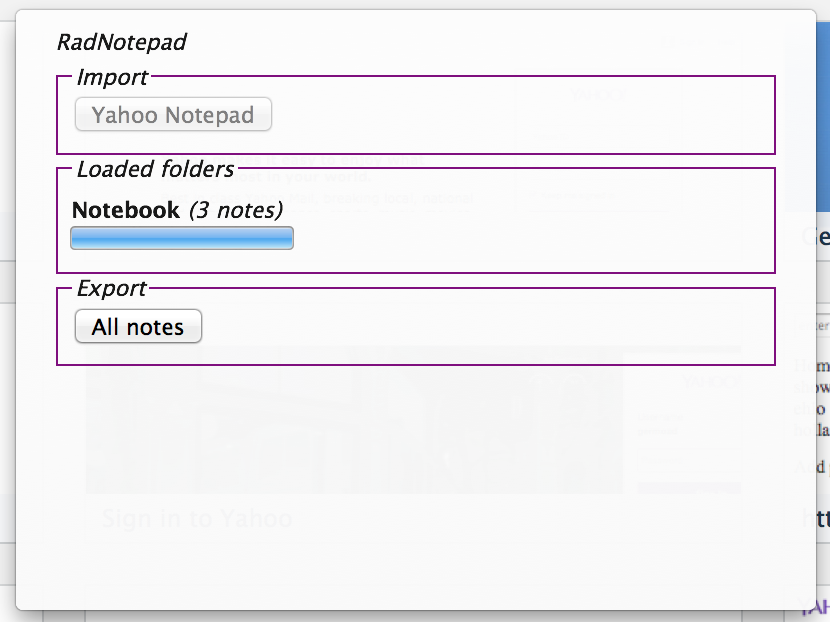 RadNotepad
Import
Yahoo Notepad
Loaded folders
Notebook (3 notes)
Export
All notes
Sign in to Yahoo